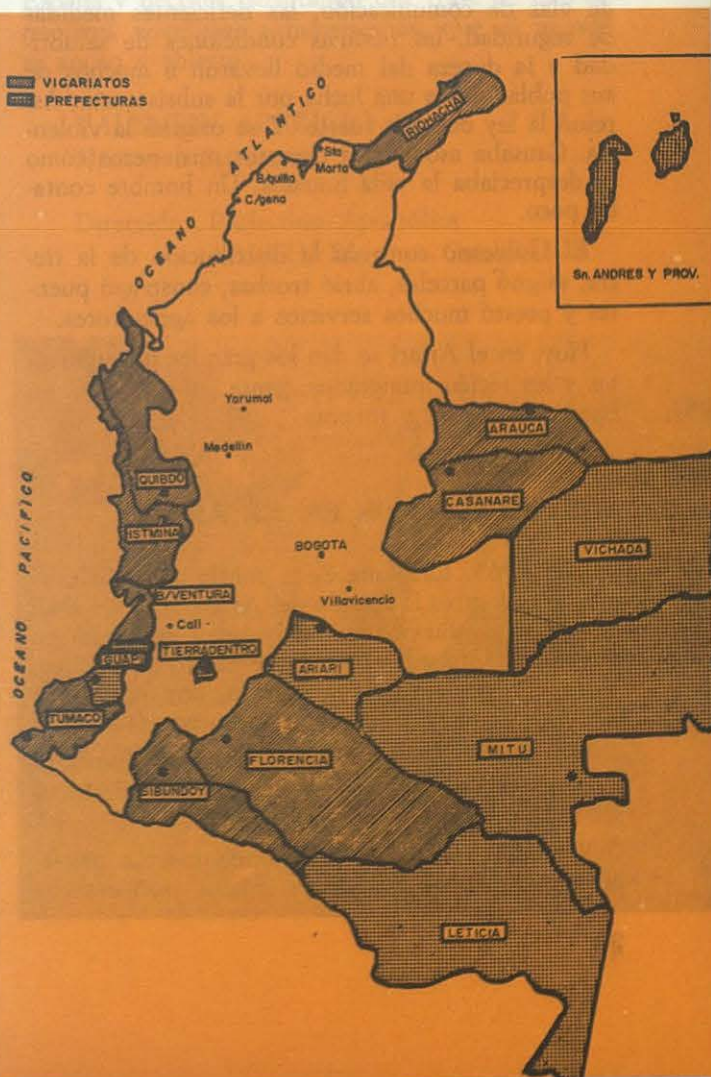 VICARIATOS
PREFECTURAS
OCEANO ATLANTICO
RIOHACHA
Sta Marta
B/quilla
C/gena
Sn. ANDRES Y PROV.
Yarumal
Medellin
ARAUCA
CASANARE
QUIBDO
ISTMINA
OCEANO PACIFICO
BOGOTA
VICHADA
B/VENTURA
Villavicencio
Cali
GUAPI
TIERRADENTRO
ARIARI
TUMACO
FLORENCIA
MITU
SIBUNDOY
LETICIA